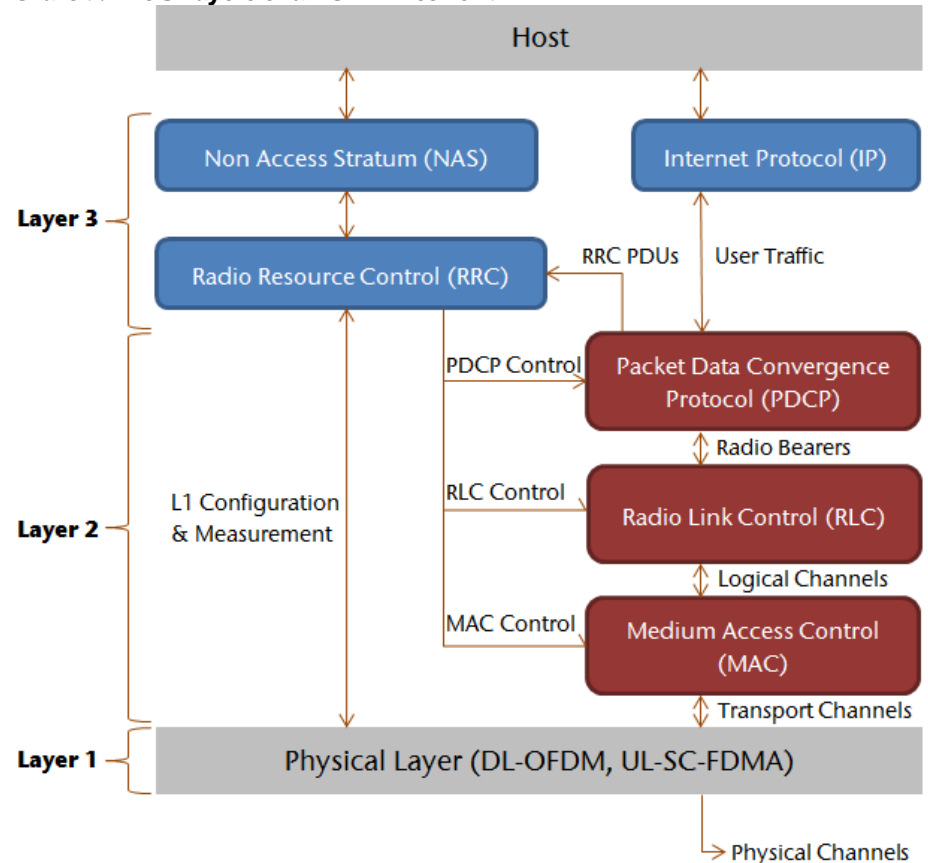 Host
Non Access Stratum (NAS)
Internet Protocol (IP)
Layer 3
RRC PDUs
User Traffic
Radio Resource Control (RRC)
PDCP Control
Packet Data Convergence
Protocol (PDCP)
Radio Bearers
L1 Configuration
& Measurement
RLC Control
Radio Link Control (RLC)
Layer 2
Logical Channels
MAC Control
Medium Access Control
(MAC)
Transport Channels
Layer 1
Physical Layer (DL-OFDM, UL-SC-FDMA)
Physical Channels